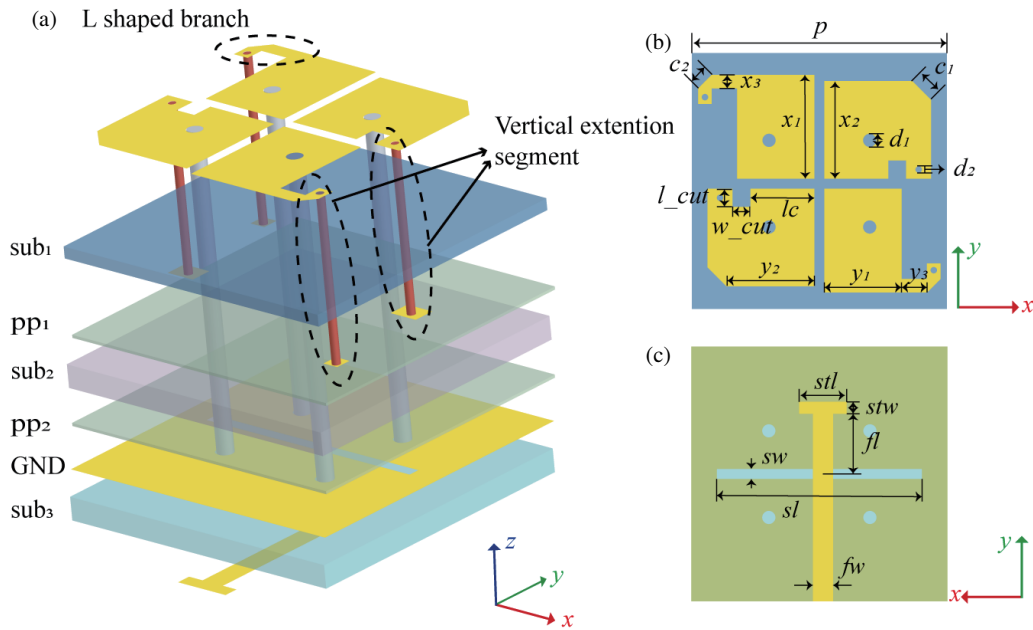 (a) L shaped branch
Vertical extention
segment
sub₁
pp₁
sub₂
pp₂
GND
sub₃
z
y
x
(b)
p
c₂
x₃
c₁
x₁
x₂
d₁
d₂
l_cut
lc
w_cut
y₂
y₁
y₃
y
x
(c)
stl
stw
fl
sw
sl
fw
y
x